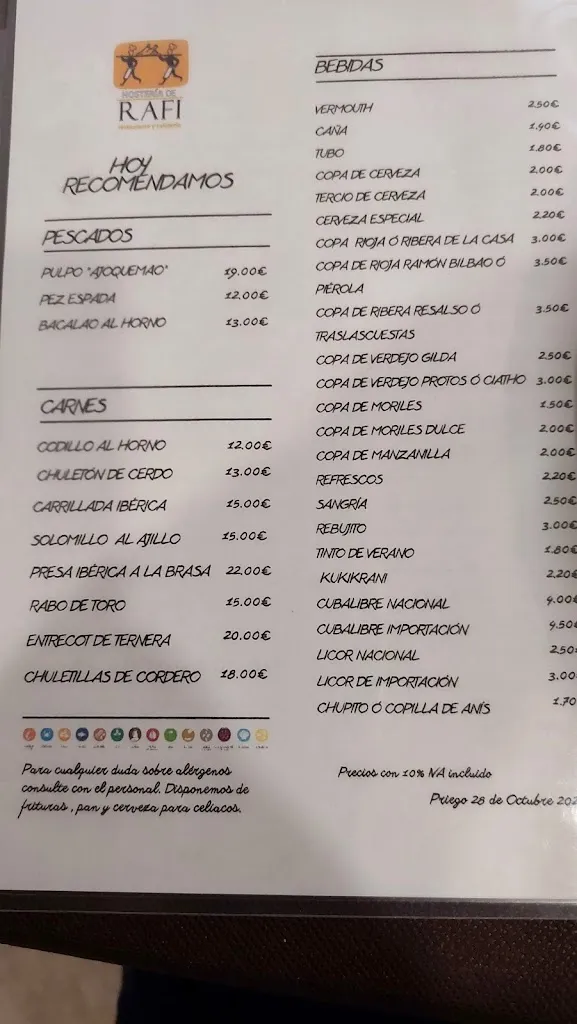 HOSTERÍA DE
RAFI
HOY
RECOMENDAMOS
PESCADOS
PULPO "AJOQUEMAO" 19.00€
PEZ ESPADA 12.00€
BACALAO AL HORNO 13.00€
CARNES
CODILLO AL HORNO 12.00€
CHULETÓN DE CERDO 13.00€
CARRILLADA IBÉRICA 15.00€
SOLOMILLO AL AJILLO 15.00€
PRESA IBÉRICA A LA BRASA 22.00€
RABO DE TORO 15.00€
ENTRECOT DE TERNERA 20.00€
CHULETILLAS DE CORDERO 18.00€
Para cualquier duda sobre alérgenos
consulte con el personal. Disponemos de
frituras , pan y cerveza para celiacos.
BEBIDAS
VERMOUTH 2.50€
CAÑA 1.40€
TUBO 1.80€
COPA DE CERVEZA 2.00€
TERCIO DE CERVEZA 2.00€
CERVEZA ESPECIAL 2.20€
COPA RIOJA Ó RIBERA DE LA CASA 3.00€
COPA DE RIOJA RAMÓN BILBAO Ó 3.50€
PIÉROLA
COPA DE RIBERA RESALSO Ó 3.50€
TRASLASCUESTAS
COPA DE VERDEJO GILDA 2.50€
COPA DE VERDEJO PROTOS Ó CIATHO 3.00€
COPA DE MORILES 1.50€
COPA DE MORILES DULCE 2.00€
COPA DE MANZANILLA 2.00€
REFRESCOS 2.20€
SANGRÍA 2.50€
REBUJITO 3.00€
TINTO DE VERANO 1.80€
KUKIKRANI 2.20€
CUBALIBRE NACIONAL 4.00€
CUBALIBRE IMPORTACIÓN 4.50€
LICOR NACIONAL 2.50
LICOR DE IMPORTACIÓN 3.00
CHUPITO Ó COPILLA DE ANÍS 1.70
Precios con 10% IVA incluido
Priego 28 de Octubre 202